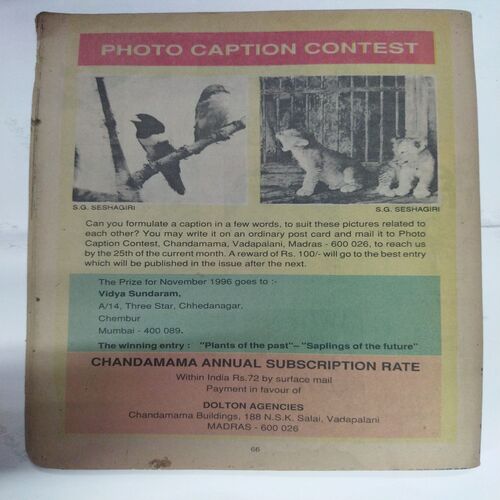 PHOTO CAPTION CONTEST
S.G. SESHAGIRI
S.G. SESHAGIRI
Can you formulate a caption in a few words, to suit these pictures related to
each other? You may write it on an ordinary post card and mail it to Photo
Caption Contest, Chandamama, Vadapalani, Madras - 600 026, to reach us
by the 25th of the current month. A reward of Rs. 100/- will go to the best entry
which will be published in the issue after the next.
The Prize for November 1996 goes to :-
Vidya Sundaram,
A/14, Three Star, Chhedanagar,
Chembur
Mumbai - 400 089.
The winning entry : "Plants of the past"– "Saplings of the future"
CHANDAMAMA ANNUAL SUBSCRIPTION RATE
Within India Rs.72 by surface mail
Payment in favour of
DOLTON AGENCIES
Chandamama Buildings, 188 N.S.K. Salai, Vadapalani
MADRAS - 600 026
66